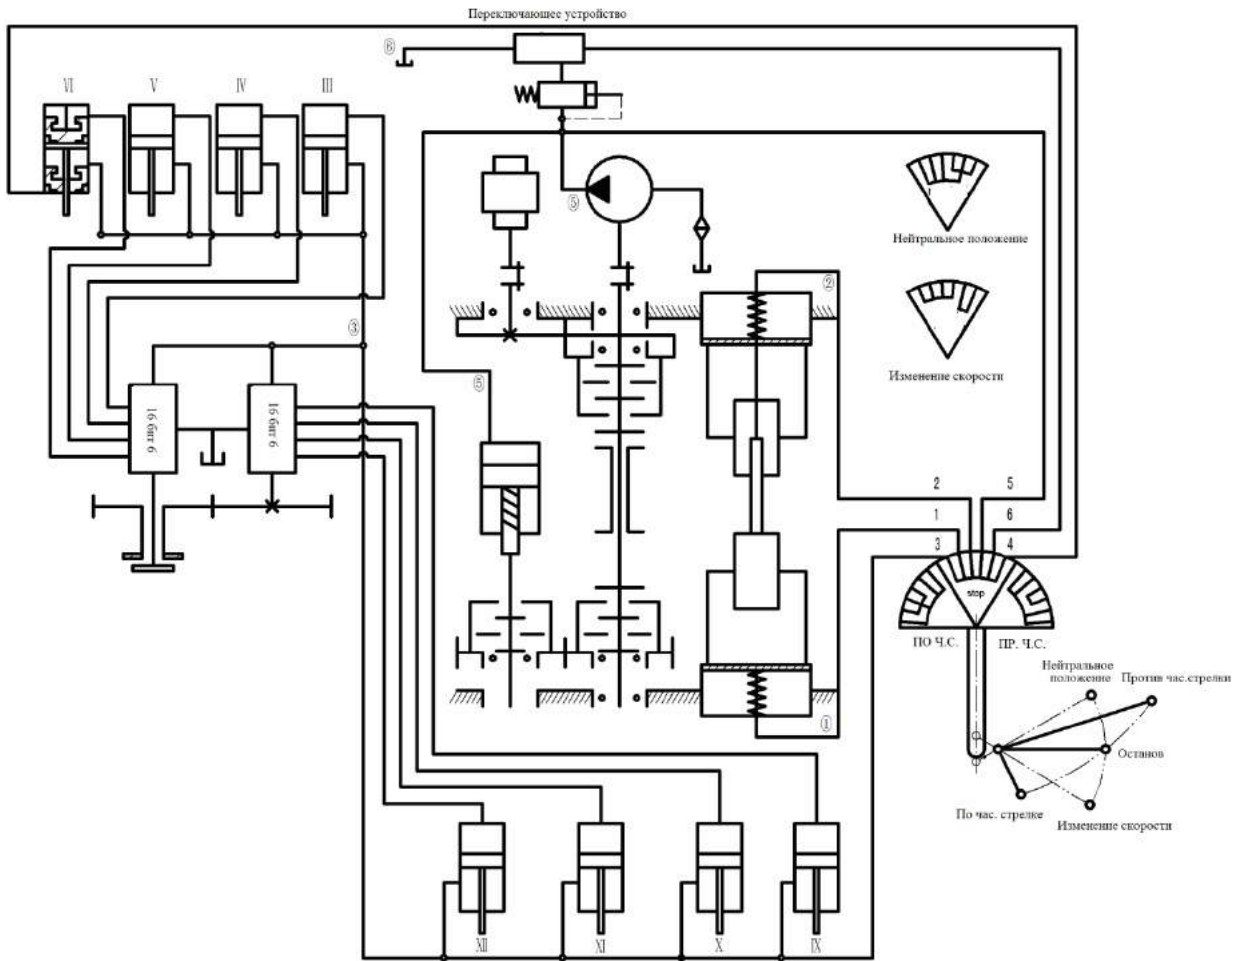 Переключающее устройство
⑥
Ⅵ
Ⅴ
Ⅳ
Ⅲ
⑤
Нейтральное положение
②
③
⑤
Изменение скорости
16 бит 6
16 бит 6
2
5
1
6
3
4
stop
ПО Ч.С.
ПР. Ч.С.
Нейтральное
положение
Против час.стрелки
①
Останов
По час. стрелке
Изменение скорости
Ⅻ
Ⅺ
Ⅹ
Ⅸ